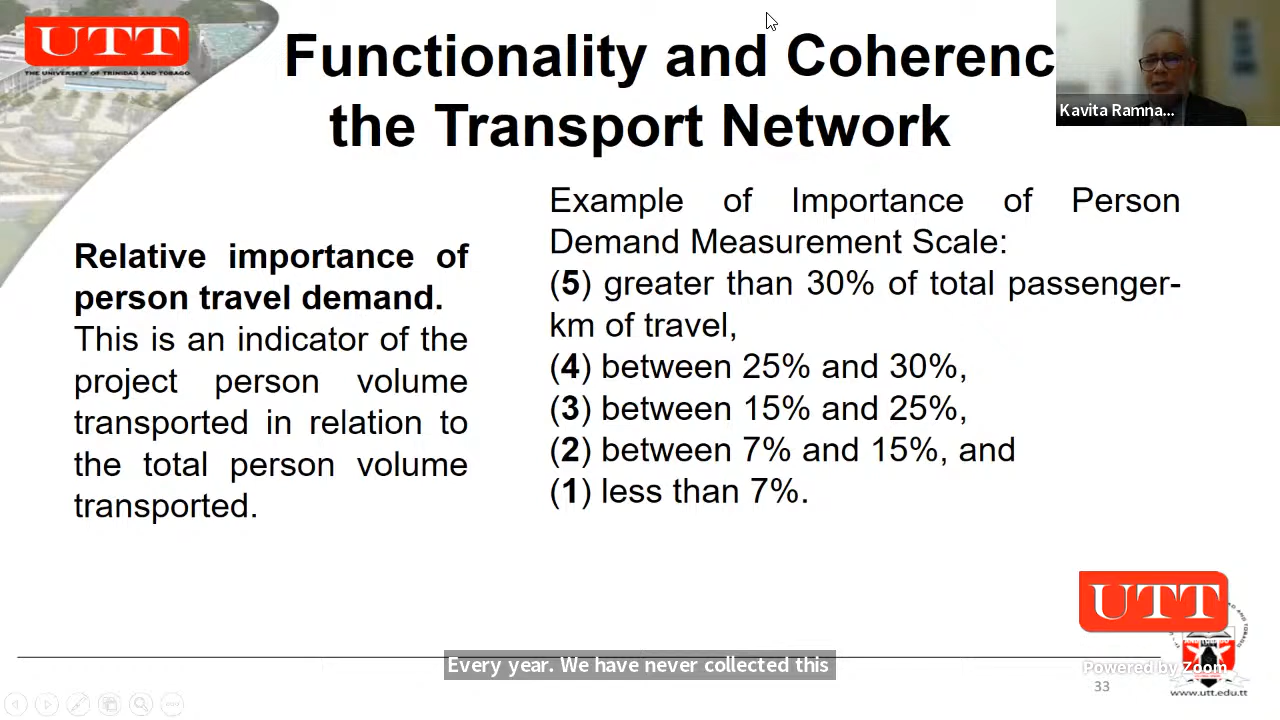 UTT
THE UNIVERSITY OF TRINIDAD AND TOBAGO
Functionality and Coherenc
the Transport Network
Kavita Ramna...
Relative importance of
person travel demand.
This is an indicator of the
project person volume
transported in relation to
the total person volume
transported.
Example of Importance of Person
Demand Measurement Scale:
(5) greater than 30% of total passenger-
km of travel,
(4) between 25% and 30%,
(3) between 15% and 25%,
(2) between 7% and 15%, and
(1) less than 7%.
UTT
Every year. We have never collected this
Powered by Zoom
33
www.utt.edu.tt